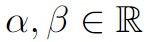 α, β ∈ ℝ